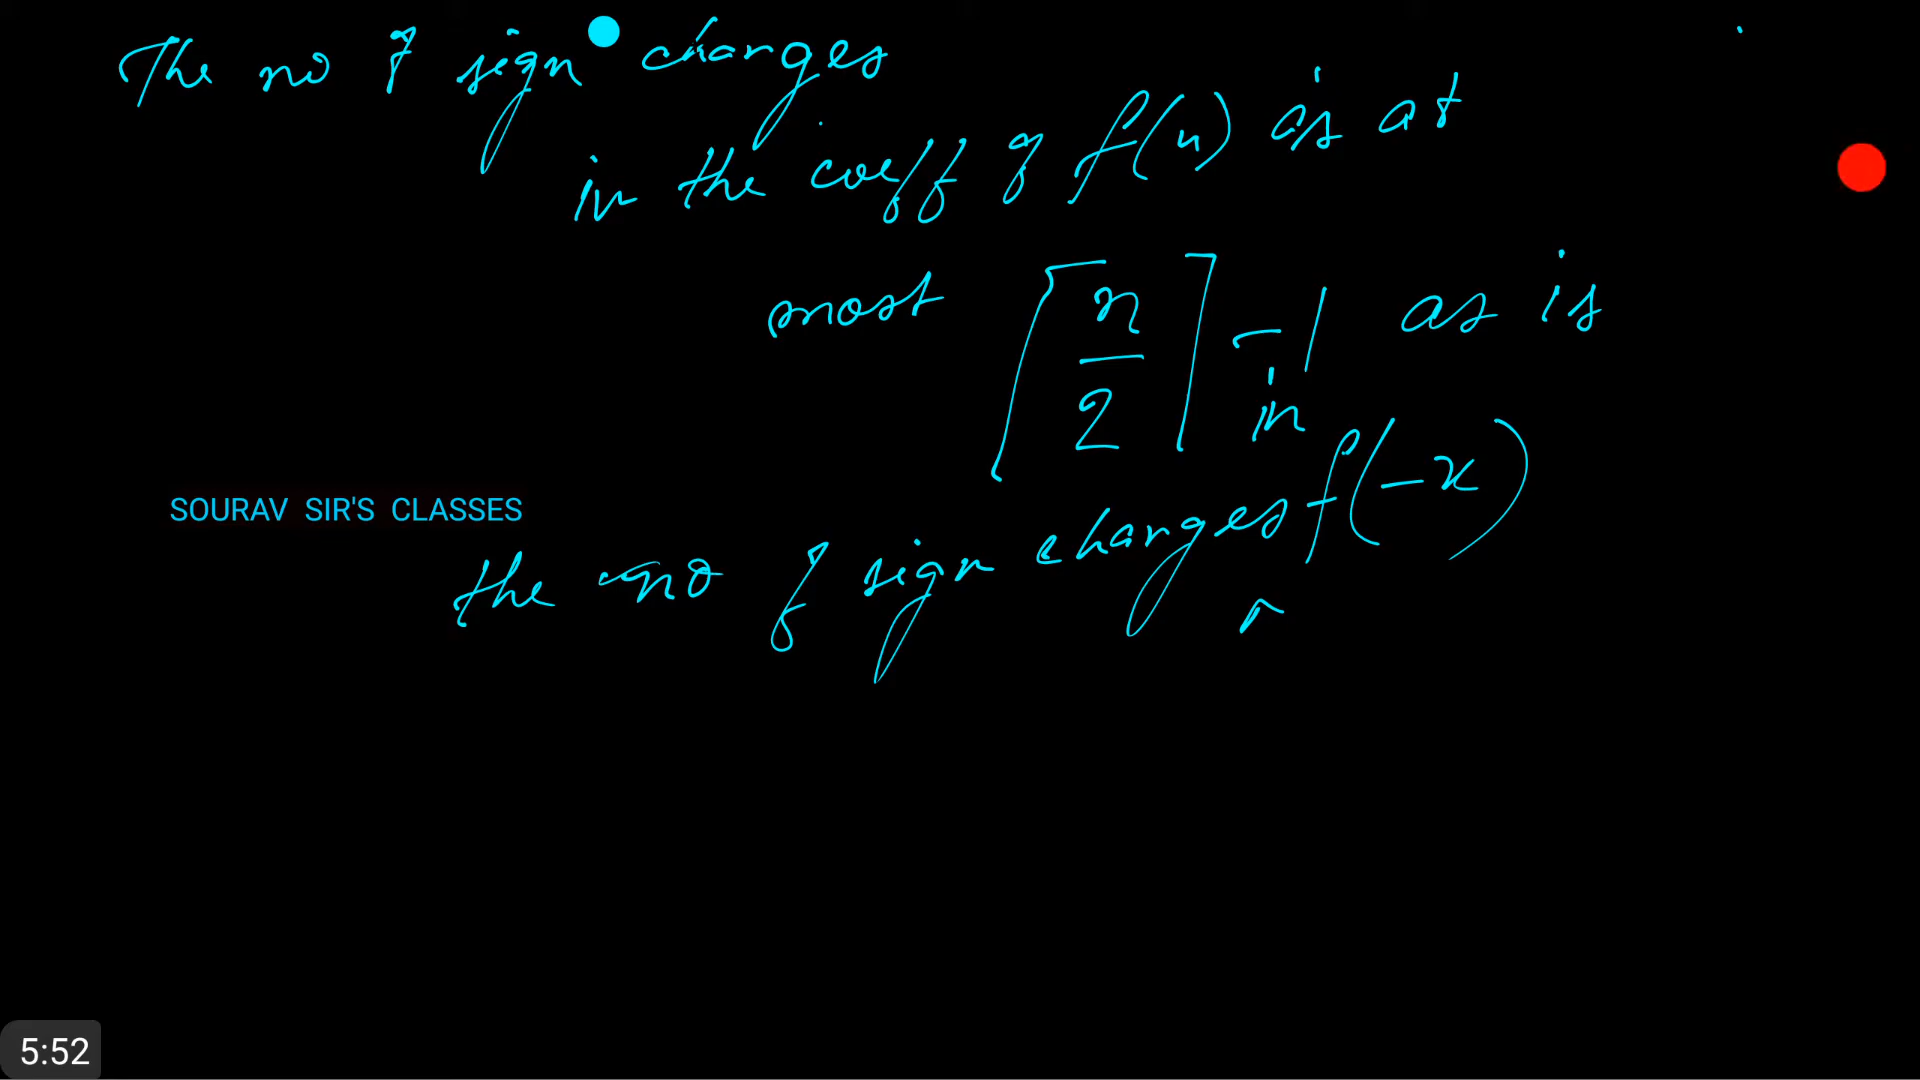 The no of sign changes
in the coeff of f(x) is at
most [n/2] - 1 as is
in
SOURAV SIR'S CLASSES
the no of sign changes f(-x)
5:52